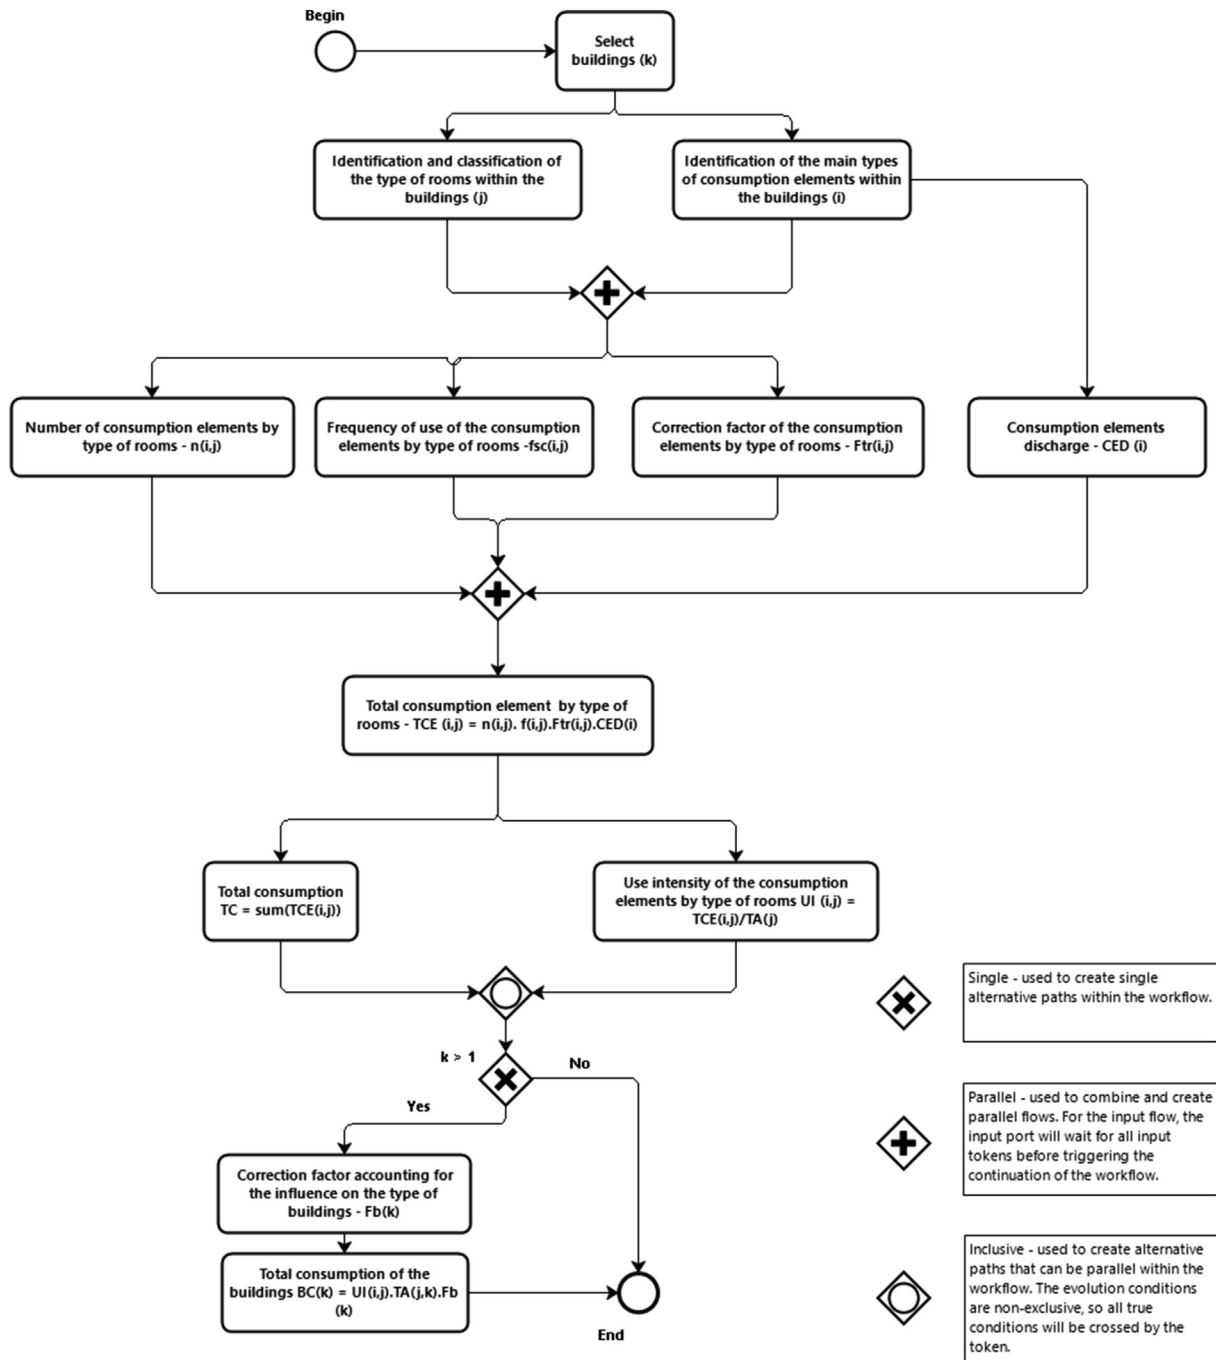 Begin
Select
buildings (k)
Identification and classification of
the type of rooms within the
buildings (j)
Identification of the main types
of consumption elements within
the buildings (i)
Number of consumption elements by
type of rooms - n(i,j)
Frequency of use of the consumption
elements by type of rooms -fsc(i,j)
Correction factor of the consumption
elements by type of rooms - Ftr(i,j)
Consumption elements
discharge - CED (i)
Total consumption element by type of
rooms - TCE (i,j) = n(i,j). f(i,j).Ftr(i,j).CED(i)
Total consumption
TC = sum(TCE(i,j))
Use intensity of the consumption
elements by type of rooms UI (i,j) =
TCE(i,j)/TA(j)
k > 1
No
Yes
Correction factor accounting for
the influence on the type of
buildings - Fb(k)
Total consumption of the
buildings BC(k) = UI(i,j).TA(j,k).Fb
(k)
End
Single - used to create single
alternative paths within the workflow.
Parallel - used to combine and create
parallel flows. For the input flow, the
input port will wait for all input
tokens before triggering the
continuation of the workflow.
Inclusive - used to create alternative
paths that can be parallel within the
workflow. The evolution conditions
are non-exclusive, so all true
conditions will be crossed by the
token.